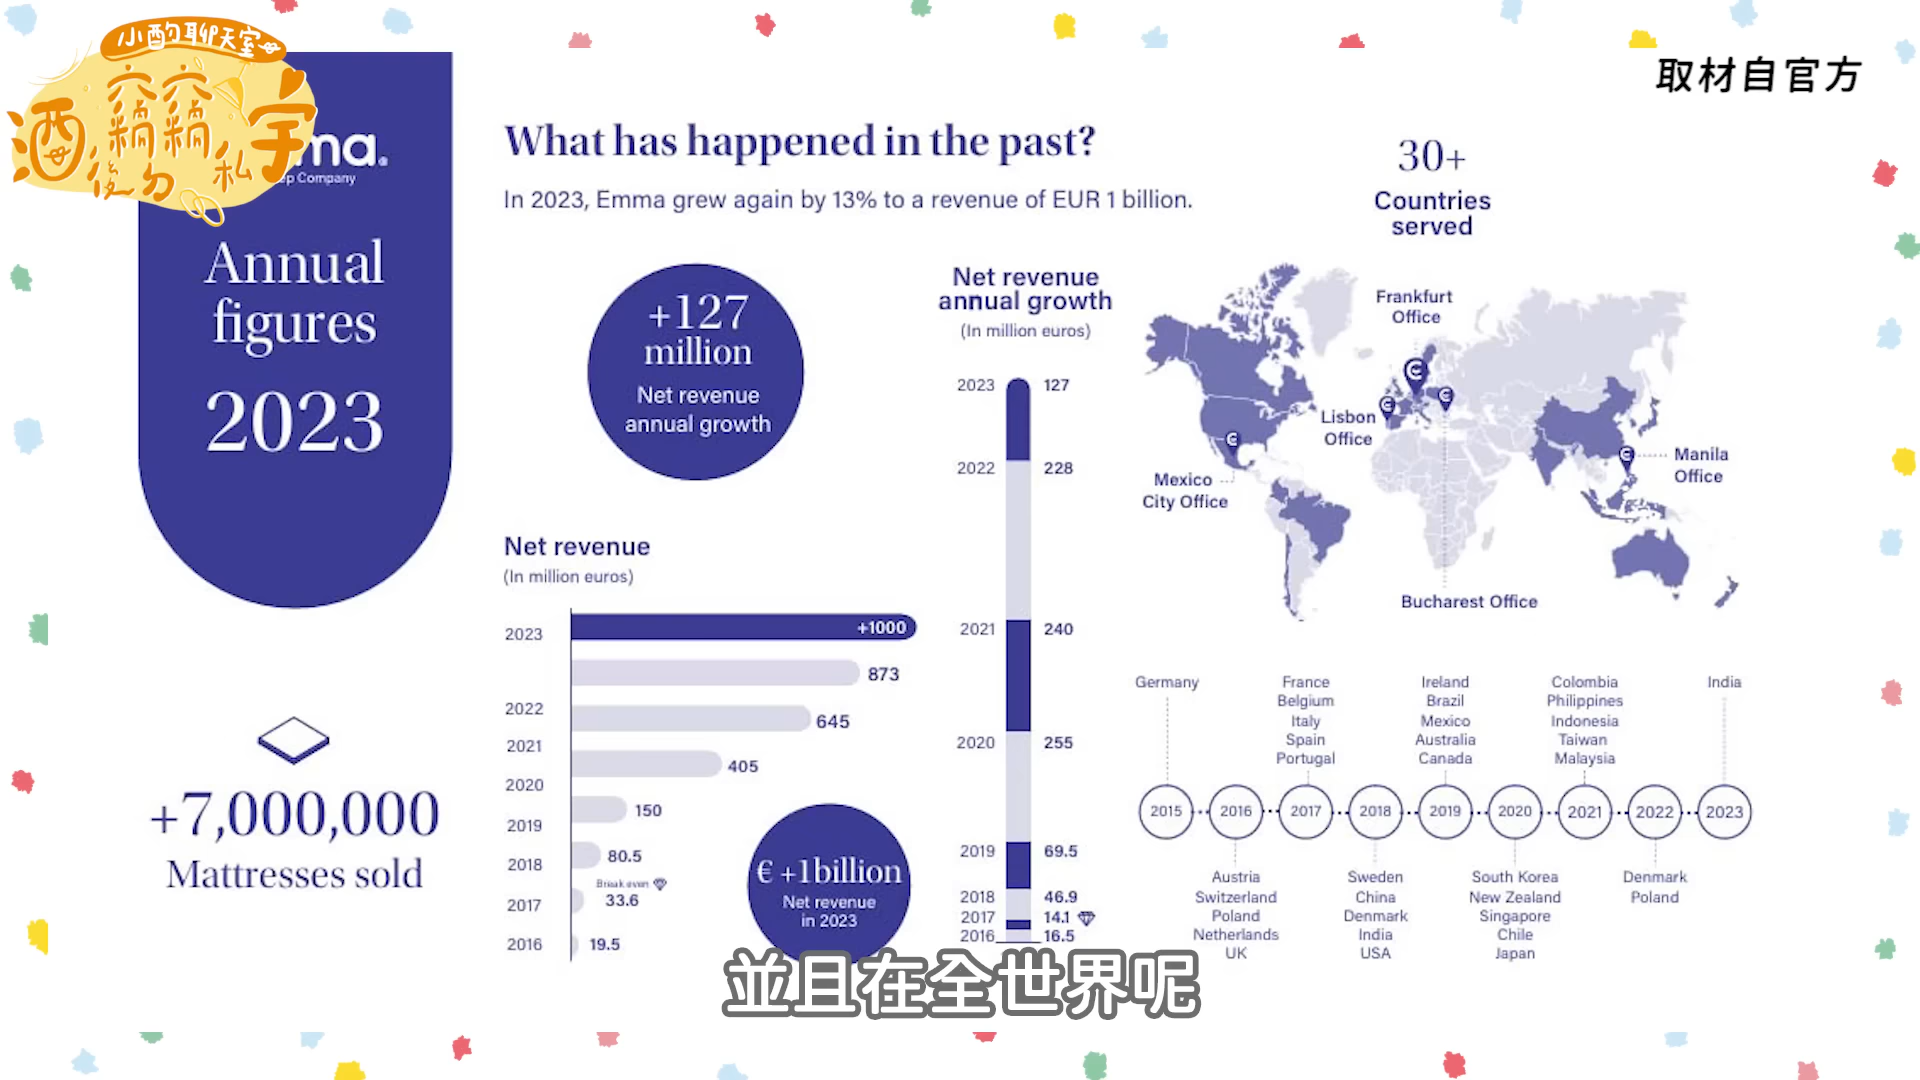 小酌聊天室
酒後窩窩勿私宇
取材自官方
ma.
ep Company
Annual
figures
2023
+7,000,000
Mattresses sold
What has happened in the past?
In 2023, Emma grew again by 13% to a revenue of EUR 1 billion.
+127
million
Net revenue
annual growth
Net revenue
(In million euros)
2023 +1000
873
2022 645
2021 405
2020 150
2019
2018 80.5
Break even
2017 33.6
2016 19.5
€ +1billion
Net revenue
in 2023
Net revenue
annual growth
(In million euros)
2023 127
2022 228
2021 240
2020 255
2019 69.5
2018 46.9
2017 14.1
2016 16.5
30+
Countries
served
Frankfurt
Office
Lisbon
Office
Mexico
City Office
Manila
Office
Bucharest Office
Germany
France
Belgium
Italy
Spain
Portugal
Ireland
Brazil
Mexico
Australia
Canada
Colombia
Philippines
Indonesia
Taiwan
Malaysia
India
2015 2016 2017 2018 2019 2020 2021 2022 2023
Austria
Switzerland
Poland
Netherlands
UK
Sweden
China
Denmark
India
USA
South Korea
New Zealand
Singapore
Chile
Japan
Denmark
Poland
並且在全世界呢